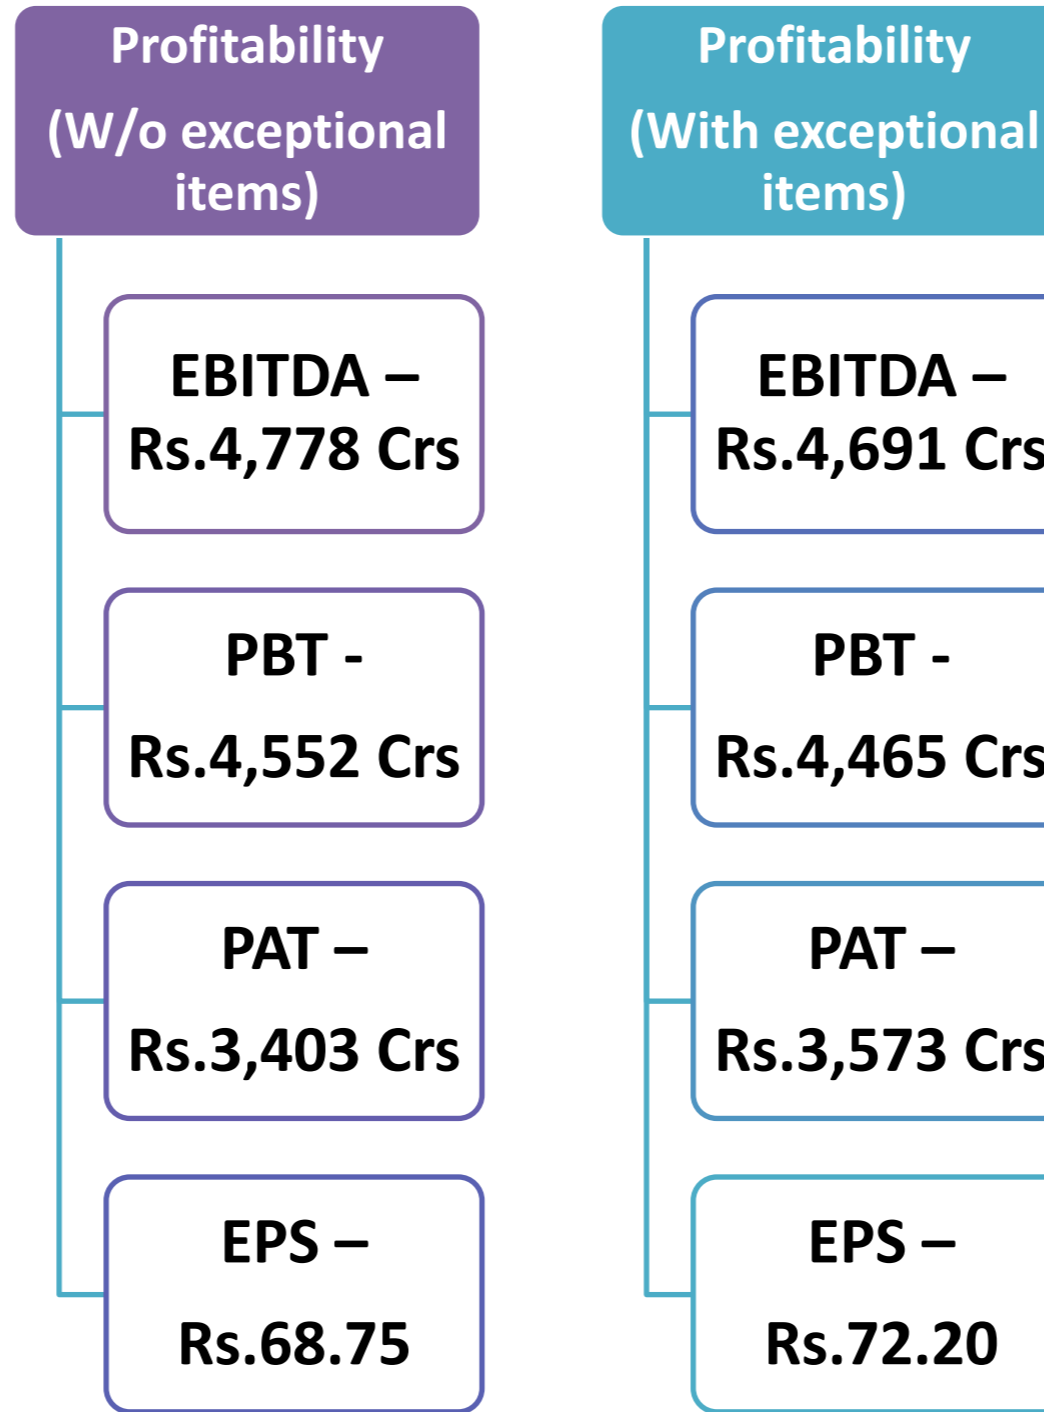 Profitability
(W/o exceptional
items)
EBITDA –
Rs.4,778 Crs
PBT -
Rs.4,552 Crs
PAT –
Rs.3,403 Crs
EPS –
Rs.68.75
Profitability
(With exceptional
items)
EBITDA –
Rs.4,691 Crs
PBT -
Rs.4,465 Crs
PAT –
Rs.3,573 Crs
EPS –
Rs.72.20